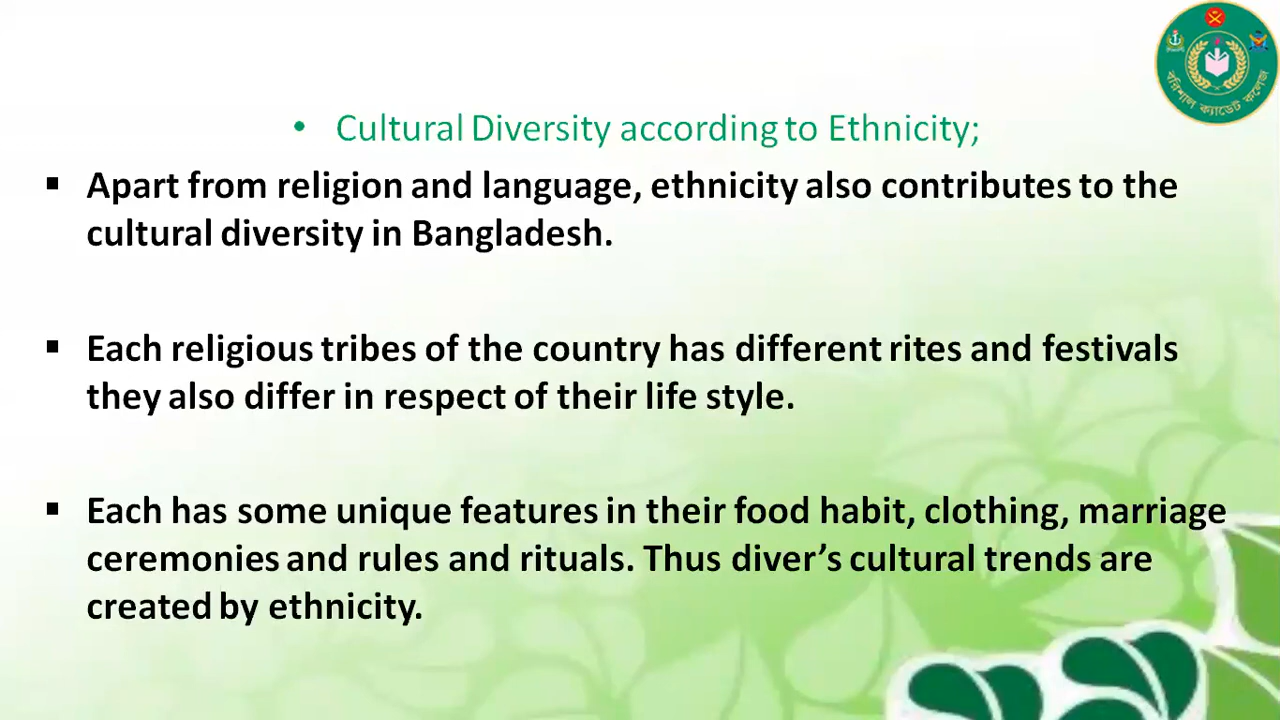 বরিশাল ক্যাডেট কলেজ
• Cultural Diversity according to Ethnicity;
▪ Apart from religion and language, ethnicity also contributes to the
cultural diversity in Bangladesh.
▪ Each religious tribes of the country has different rites and festivals
they also differ in respect of their life style.
▪ Each has some unique features in their food habit, clothing, marriage
ceremonies and rules and rituals. Thus diver’s cultural trends are
created by ethnicity.